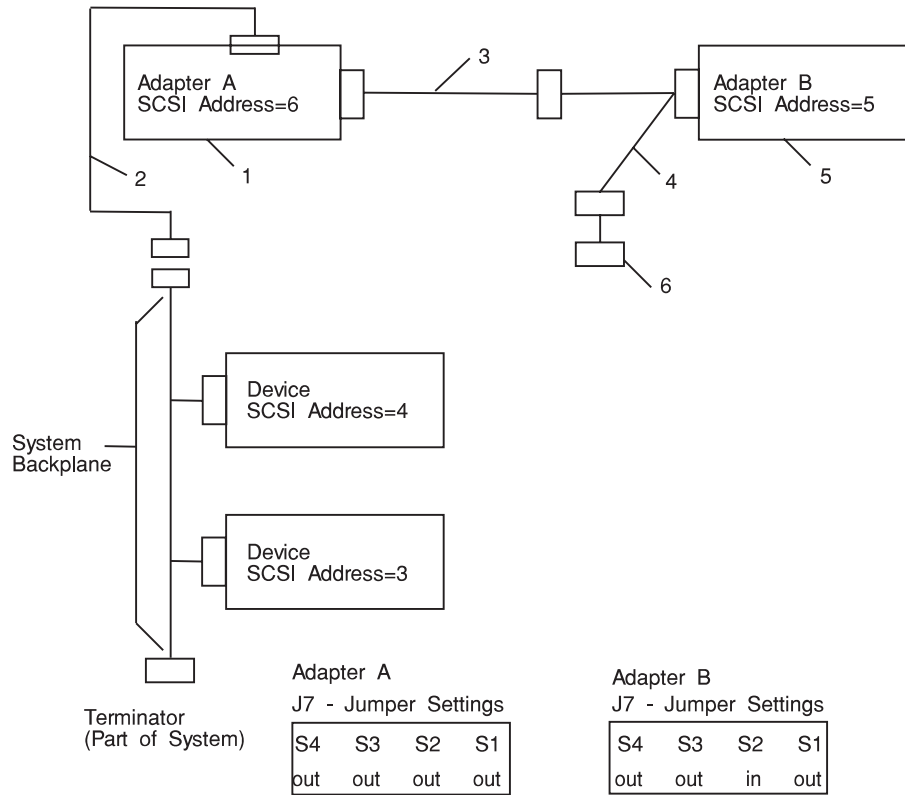 Adapter A
SCSI Address=6
3
Adapter B
SCSI Address=5
2
1
4
5
6
Device
SCSI Address=4
System
Backplane
Device
SCSI Address=3
Terminator
(Part of System)
Adapter A
J7 - Jumper Settings
S4 S3 S2 S1
out out out out
Adapter B
J7 - Jumper Settings
S4 S3 S2 S1
out out in out